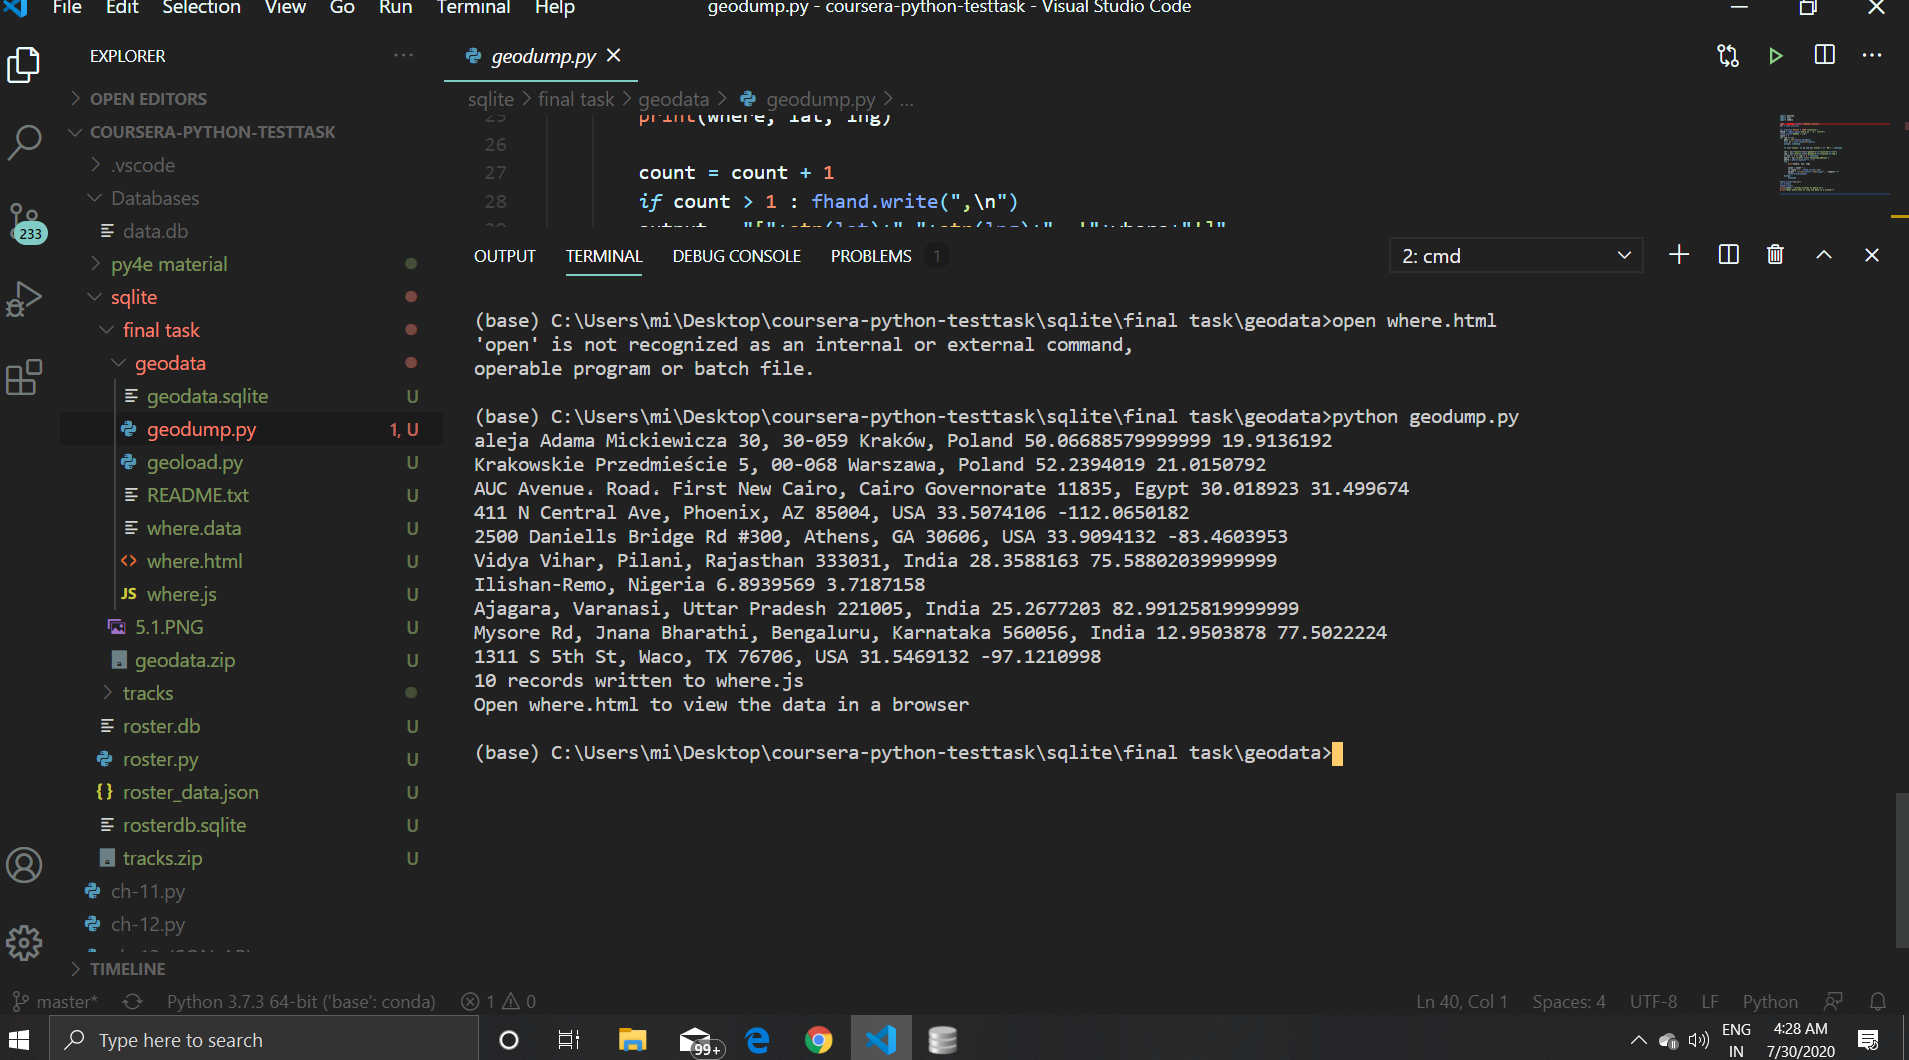 File Edit Selection View Go Run Terminal Help
geodump.py - coursera-python-testtask - Visual Studio Code
EXPLORER
OPEN EDITORS
COURSERA-PYTHON-TESTTASK
.vscode
Databases
data.db
py4e material
sqlite
final task
geodata
geodata.sqlite U
geodump.py 1, U
geoload.py U
README.txt U
where.data U
where.html U
where.js U
5.1.PNG U
geodata.zip U
tracks
roster.db U
roster.py U
roster_data.json U
rosterdb.sqlite U
tracks.zip U
ch-11.py
ch-12.py
TIMELINE
233
geodump.py
sqlite > final task > geodata > geodump.py > ...
25 print(where, lat, lng)
26
27 count = count + 1
28 if count > 1 : fhand.write(",\n")
OUTPUT TERMINAL DEBUG CONSOLE PROBLEMS 1
2: cmd
(base) C:\Users\mi\Desktop\coursera-python-testtask\sqlite\final task\geodata>open where.html
'open' is not recognized as an internal or external command,
operable program or batch file.
(base) C:\Users\mi\Desktop\coursera-python-testtask\sqlite\final task\geodata>python geodump.py
aleja Adama Mickiewicza 30, 30-059 Kraków, Poland 50.06688579999999 19.9136192
Krakowskie Przedmieście 5, 00-068 Warszawa, Poland 52.2394019 21.0150792
AUC Avenue، Road، First New Cairo, Cairo Governorate 11835, Egypt 30.018923 31.499674
411 N Central Ave, Phoenix, AZ 85004, USA 33.5074106 -112.0650182
2500 Daniells Bridge Rd #300, Athens, GA 30606, USA 33.9094132 -83.4603953
Vidya Vihar, Pilani, Rajasthan 333031, India 28.3588163 75.58802039999999
Ilishan-Remo, Nigeria 6.8939569 3.7187158
Ajagara, Varanasi, Uttar Pradesh 221005, India 25.2677203 82.99125819999999
Mysore Rd, Jnana Bharathi, Bengaluru, Karnataka 560056, India 12.9503878 77.5022224
1311 S 5th St, Waco, TX 76706, USA 31.5469132 -97.1210998
10 records written to where.js
Open where.html to view the data in a browser
(base) C:\Users\mi\Desktop\coursera-python-testtask\sqlite\final task\geodata>
master* Python 3.7.3 64-bit ('base': conda) 1 0
Ln 40, Col 1 Spaces: 4 UTF-8 LF Python
Type here to search
99+
ENG
IN
4:28 AM
7/30/2020